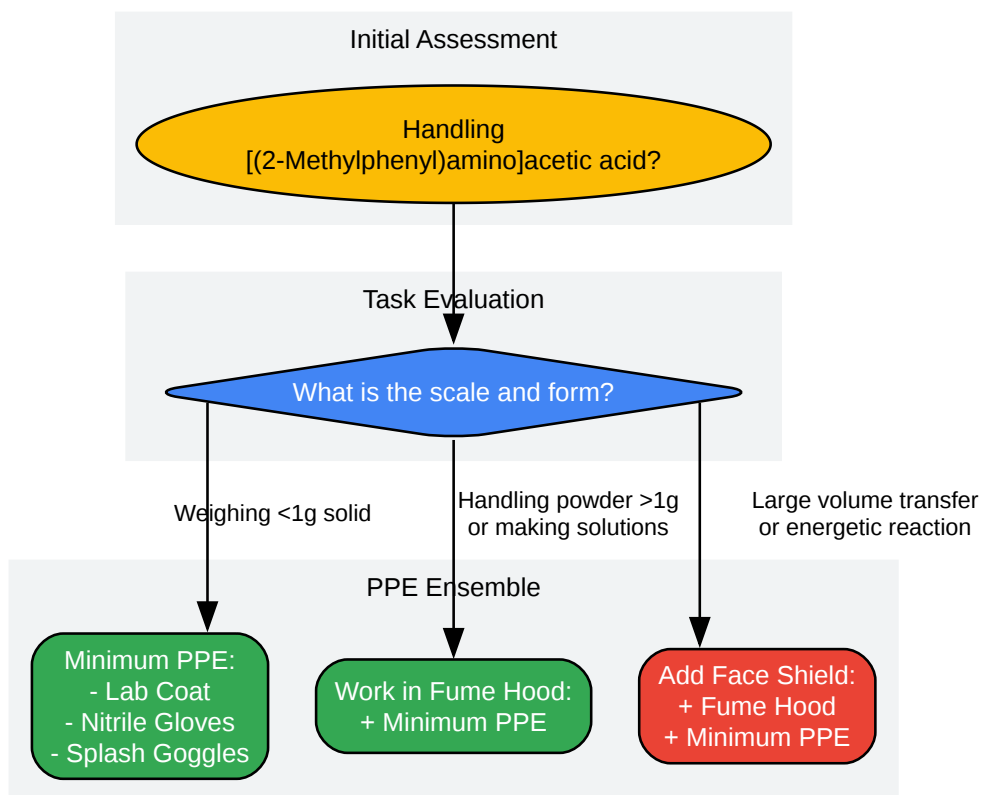 Initial Assessment
Handling
[(2-Methylphenyl)amino]acetic acid?
Task Evaluation
What is the scale and form?
Weighing <1g solid
Handling powder >1g
or making solutions
Large volume transfer
or energetic reaction
PPE Ensemble
Minimum PPE:
- Lab Coat
- Nitrile Gloves
- Splash Goggles
Work in Fume Hood:
+ Minimum PPE
Add Face Shield:
+ Fume Hood
+ Minimum PPE